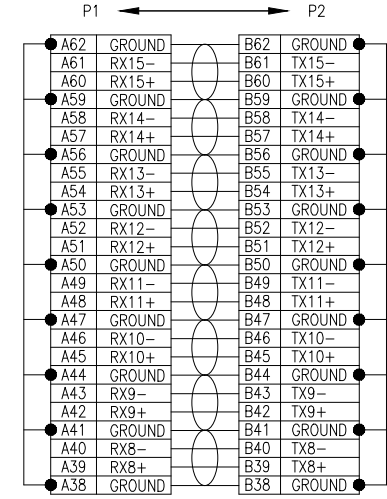 P1 P2
A62 GROUND B62 GROUND
A61 RX15- B61 TX15-
A60 RX15+ B60 TX15+
A59 GROUND B59 GROUND
A58 RX14- B58 TX14-
A57 RX14+ B57 TX14+
A56 GROUND B56 GROUND
A55 RX13- B55 TX13-
A54 RX13+ B54 TX13+
A53 GROUND B53 GROUND
A52 RX12- B52 TX12-
A51 RX12+ B51 TX12+
A50 GROUND B50 GROUND
A49 RX11- B49 TX11-
A48 RX11+ B48 TX11+
A47 GROUND B47 GROUND
A46 RX10- B46 TX10-
A45 RX10+ B45 TX10+
A44 GROUND B44 GROUND
A43 RX9- B43 TX9-
A42 RX9+ B42 TX9+
A41 GROUND B41 GROUND
A40 RX8- B40 TX8-
A39 RX8+ B39 TX8+
A38 GROUND B38 GROUND